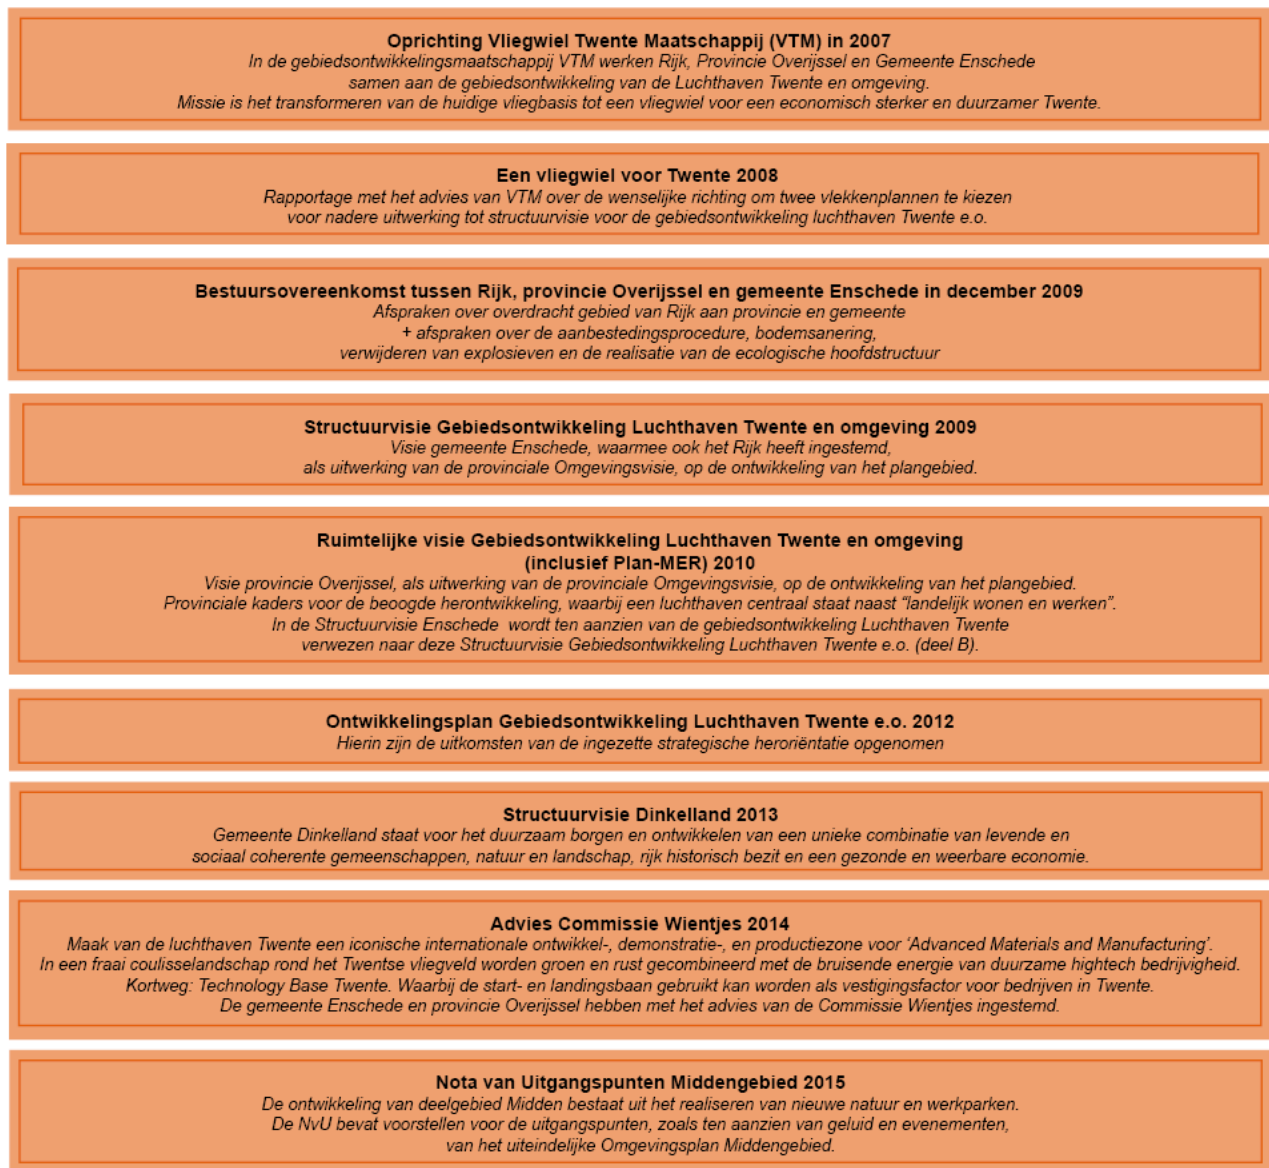 Oprichting Vliegwiel Twente Maatschappij (VTM) in 2007
In de gebiedsontwikkelingsmaatschappij VTM werken Rijk, Provincie Overijssel en Gemeente Enschede
samen aan de gebiedsontwikkeling van de Luchthaven Twente en omgeving.
Missie is het transformeren van de huidige vliegbasis tot een vliegwiel voor een economisch sterker en duurzamer Twente.
Een vliegwiel voor Twente 2008
Rapportage met het advies van VTM over de wenselijke richting om twee vlekkenplannen te kiezen
voor nadere uitwerking tot structuurvisie voor de gebiedsontwikkeling luchthaven Twente e.o.
Bestuursovereenkomst tussen Rijk, provincie Overijssel en gemeente Enschede in december 2009
Afspraken over overdracht gebied van Rijk aan provincie en gemeente
+ afspraken over de aanbestedingsprocedure, bodemsanering,
verwijderen van explosieven en de realisatie van de ecologische hoofdstructuur
Structuurvisie Gebiedsontwikkeling Luchthaven Twente en omgeving 2009
Visie gemeente Enschede, waarmee ook het Rijk heeft ingestemd,
als uitwerking van de provinciale Omgevingsvisie, op de ontwikkeling van het plangebied.
Ruimtelijke visie Gebiedsontwikkeling Luchthaven Twente en omgeving
(inclusief Plan-MER) 2010
Visie provincie Overijssel, als uitwerking van de provinciale Omgevingsvisie, op de ontwikkeling van het plangebied.
Provinciale kaders voor de beoogde herontwikkeling, waarbij een luchthaven centraal staat naast “landelijk wonen en werken”.
In de Structuurvisie Enschede wordt ten aanzien van de gebiedsontwikkeling Luchthaven Twente
verwezen naar deze Structuurvisie Gebiedsontwikkeling Luchthaven Twente e.o. (deel B).
Ontwikkelingsplan Gebiedsontwikkeling Luchthaven Twente e.o. 2012
Hierin zijn de uitkomsten van de ingezette strategische heroriëntatie opgenomen
Structuurvisie Dinkelland 2013
Gemeente Dinkelland staat voor het duurzaam borgen en ontwikkelen van een unieke combinatie van levende en
sociaal coherente gemeenschappen, natuur en landschap, rijk historisch bezit en een gezonde en weerbare economie.
Advies Commissie Wientjes 2014
Maak van de luchthaven Twente een iconische internationale ontwikkel-, demonstratie-, en productiezone voor ‘Advanced Materials and Manufacturing’.
In een fraai coulisselandschap rond het Twentse vliegveld worden groen en rust gecombineerd met de bruisende energie van duurzame hightech bedrijvigheid.
Kortweg: Technology Base Twente. Waarbij de start- en landingsbaan gebruikt kan worden als vestigingsfactor voor bedrijven in Twente.
De gemeente Enschede en provincie Overijssel hebben met het advies van de Commissie Wientjes ingestemd.
Nota van Uitgangspunten Middengebied 2015
De ontwikkeling van deelgebied Midden bestaat uit het realiseren van nieuwe natuur en werkparken.
De NvU bevat voorstellen voor de uitgangspunten, zoals ten aanzien van geluid en evenementen,
van het uiteindelijke Omgevingsplan Middengebied.